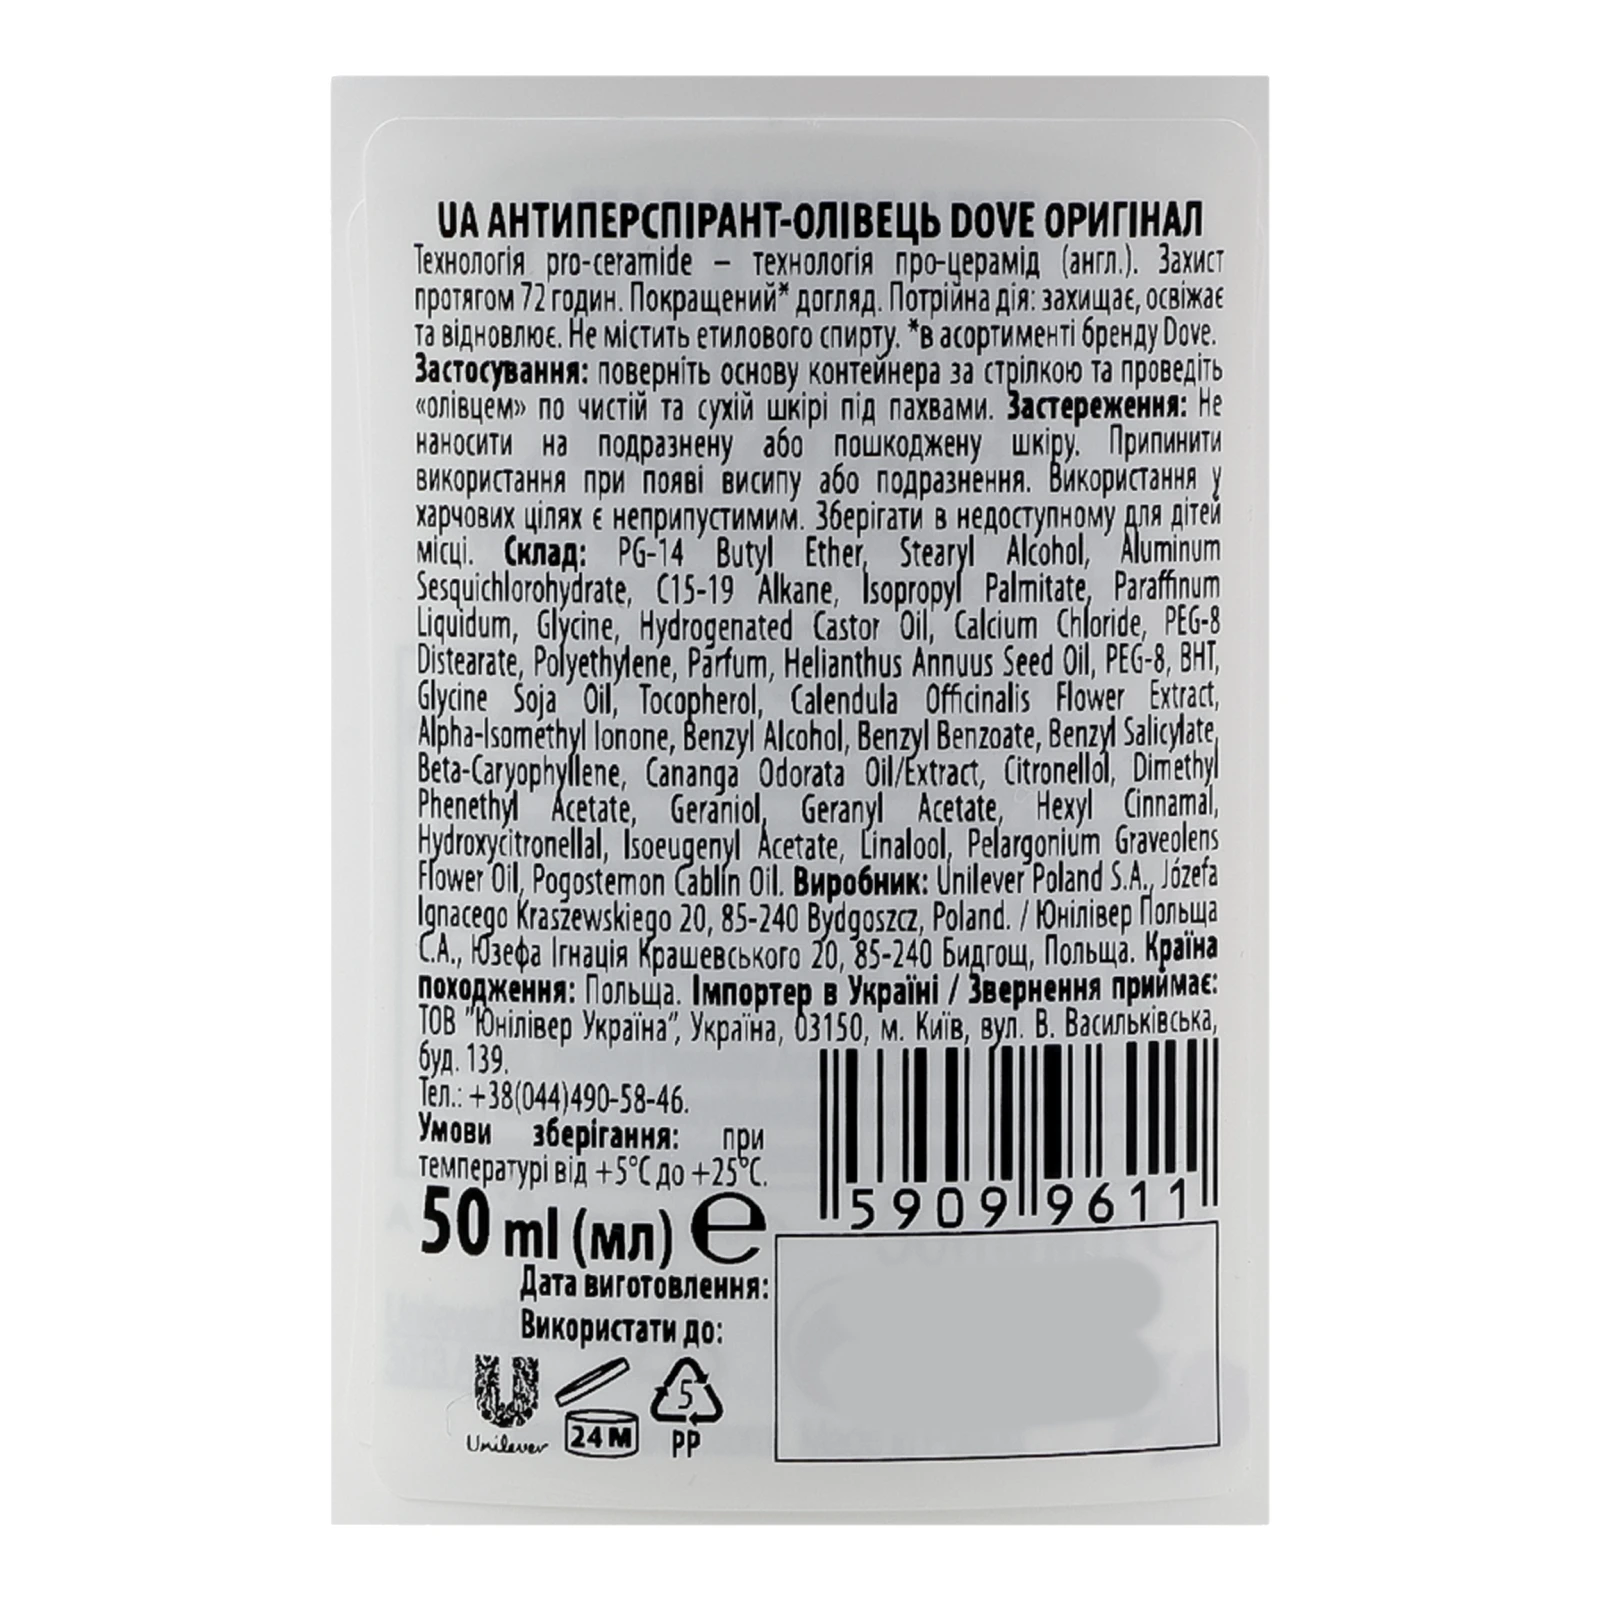 UA АНТИПЕРСПІРАНТ-ОЛІВЕЦЬ DOVE ОРИГІНАЛ
Технологія pro-ceramide – технологія про-церамід (англ.). Захист
протягом 72 годин. Покращений* догляд. Потрійна дія: захищає, освіжає
та відновлює. Не містить етилового спирту. *в асортименті бренду Dove.
Застосування: поверніть основу контейнера за стрілкою та проведіть
«олівцем» по чистій та сухій шкірі під пахвами. Застереження: Не
наносити на подразнену або пошкоджену шкіру. Припинити
використання при появі висипу або подразнення. Використання у
харчових цілях є неприпустимим. Зберігати в недоступному для дітей
місці. Склад: PG-14 Butyl Ether, Stearyl Alcohol, Aluminum
Sesquichlorohydrate, C15-19 Alkane, Isopropyl Palmitate, Paraffinum
Liquidum, Glycine, Hydrogenated Castor Oil, Calcium Chloride, PEG-8
Distearate, Polyethylene, Parfum, Helianthus Annuus Seed Oil, PEG-8, BHT,
Glycine Soja Oil, Tocopherol, Calendula Officinalis Flower Extract,
Alpha-Isomethyl Ionone, Benzyl Alcohol, Benzyl Benzoate, Benzyl Salicylate,
Beta-Caryophyllene, Cananga Odorata Oil/Extract, Citronellol, Dimethyl
Phenethyl Acetate, Geraniol, Geranyl Acetate, Hexyl Cinnamal,
Hydroxycitronellal, Isoeugenyl Acetate, Linalool, Pelargonium Graveolens
Flower Oil, Pogostemon Cablin Oil. Виробник: Unilever Poland S.A., Józefa
Ignacego Kraszewskiego 20, 85-240 Bydgoszcz, Poland. / Юнілівер Польща
С.А., Юзефа Ігнація Крашевського 20, 85-240 Бидгощ, Польща. Країна
походження: Польща. Імпортер в Україні / Звернення приймає:
ТОВ "Юнілівер Україна", Україна, 03150, м. Київ, вул. В. Васильківська,
буд. 139.
Тел.: +38(044)490-58-46.
Умови зберігання: при
температурі від +5°C до +25°C.
5909 9611
50 ml (мл) e
Дата виготовлення:
Використати до:
Unilever
24 M
5
PP